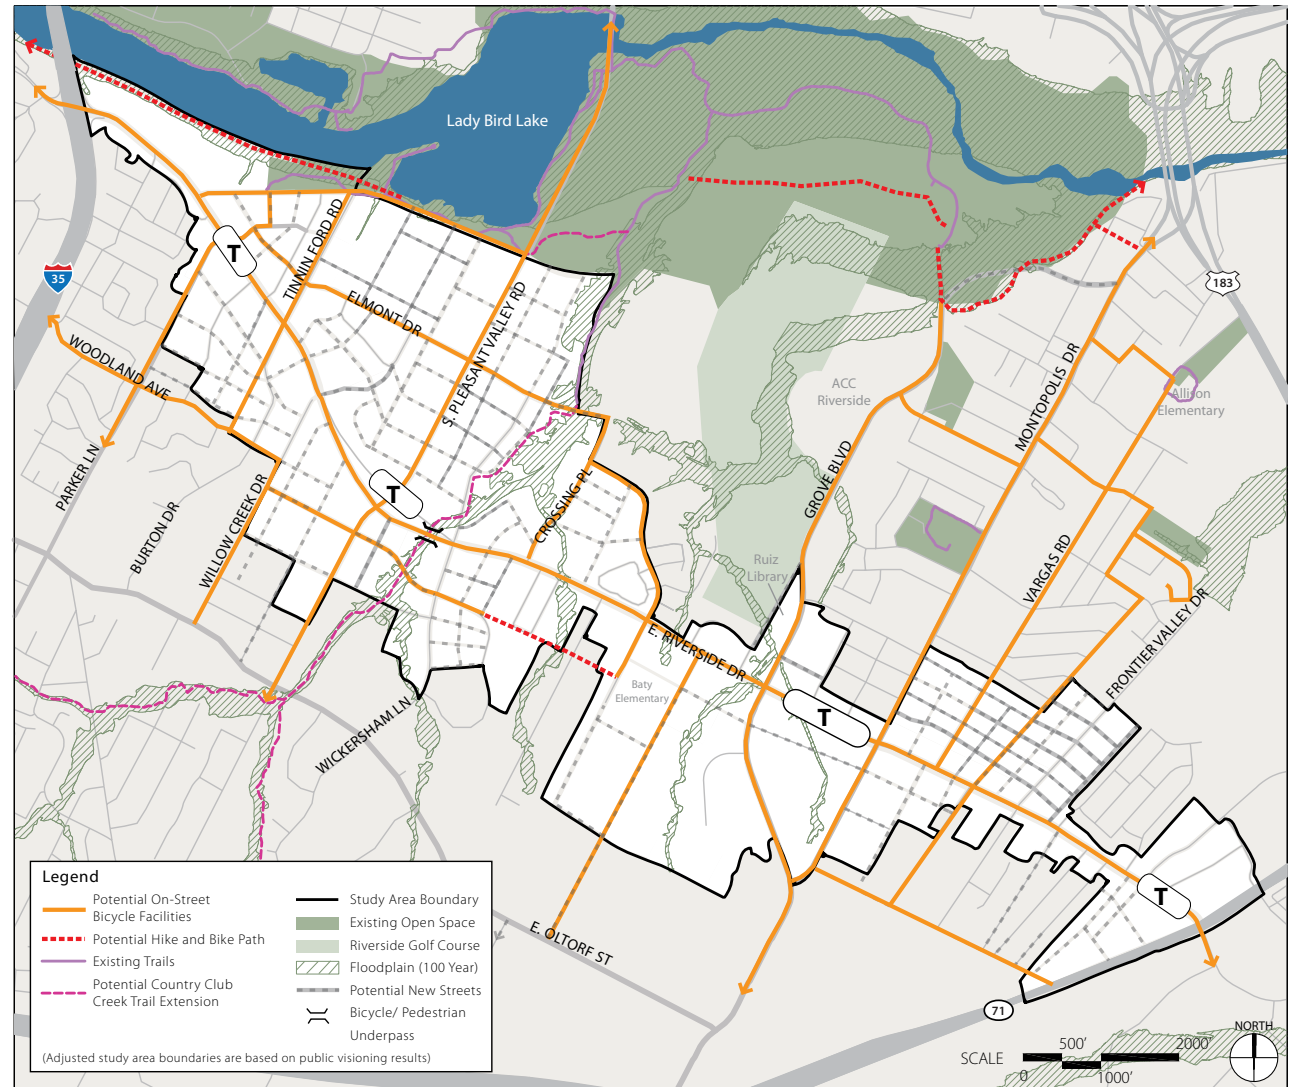 Lady Bird Lake
35
183
TINNIN FORD RD
T
ELMONT DR
S. PLEASANT VALLEY RD
WOODLAND AVE
ACC
Riverside
MONTOPOLIS DR
Allison
Elementary
PARKER LN
BURTON DR
WILLOW CREEK DR
T
CROSSING PL
GROVE BLVD
Ruiz
Library
VARGAS RD
FRONTIER VALLEY DR
E. RIVERSIDE DR
Baty
Elementary
WICKERSHAM LN
T
T
E. OLTORF ST
71
Legend
Potential On-Street
Bicycle Facilities
Potential Hike and Bike Path
Existing Trails
Potential Country Club
Creek Trail Extension
Study Area Boundary
Existing Open Space
Riverside Golf Course
Floodplain (100 Year)
Potential New Streets
Bicycle/ Pedestrian
Underpass
(Adjusted study area boundaries are based on public visioning results)
NORTH
SCALE
500'
2000'
0
1000'